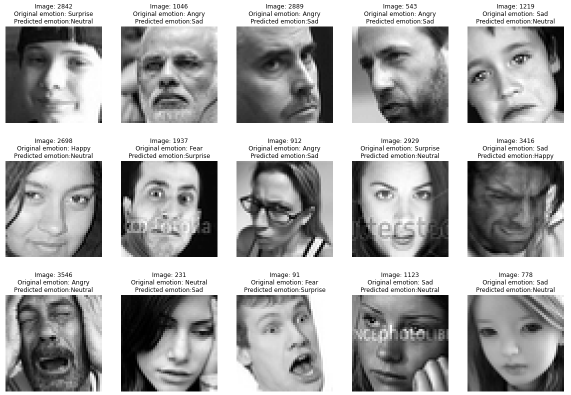 Image: 2842
Original emotion: Surprise
Predicted emotion:Neutral
Image: 1046
Original emotion: Angry
Predicted emotion:Sad
Image: 2889
Original emotion: Angry
Predicted emotion:Sad
Image: 543
Original emotion: Angry
Predicted emotion:Sad
Image: 1219
Original emotion: Sad
Predicted emotion:Neutral
Image: 2698
Original emotion: Happy
Predicted emotion:Neutral
Image: 1937
Original emotion: Fear
Predicted emotion:Surprise
fotolia
Image: 912
Original emotion: Angry
Predicted emotion:Sad
Image: 2929
Original emotion: Surprise
Predicted emotion:Neutral
utterstoc
Image: 3416
Original emotion: Sad
Predicted emotion:Happy
Image: 3546
Original emotion: Angry
Predicted emotion:Neutral
Image: 231
Original emotion: Neutral
Predicted emotion:Sad
Image: 91
Original emotion: Fear
Predicted emotion:Surprise
Image: 1123
Original emotion: Sad
Predicted emotion:Neutral
NCEphotoLIBR
Image: 778
Original emotion: Sad
Predicted emotion:Neutral